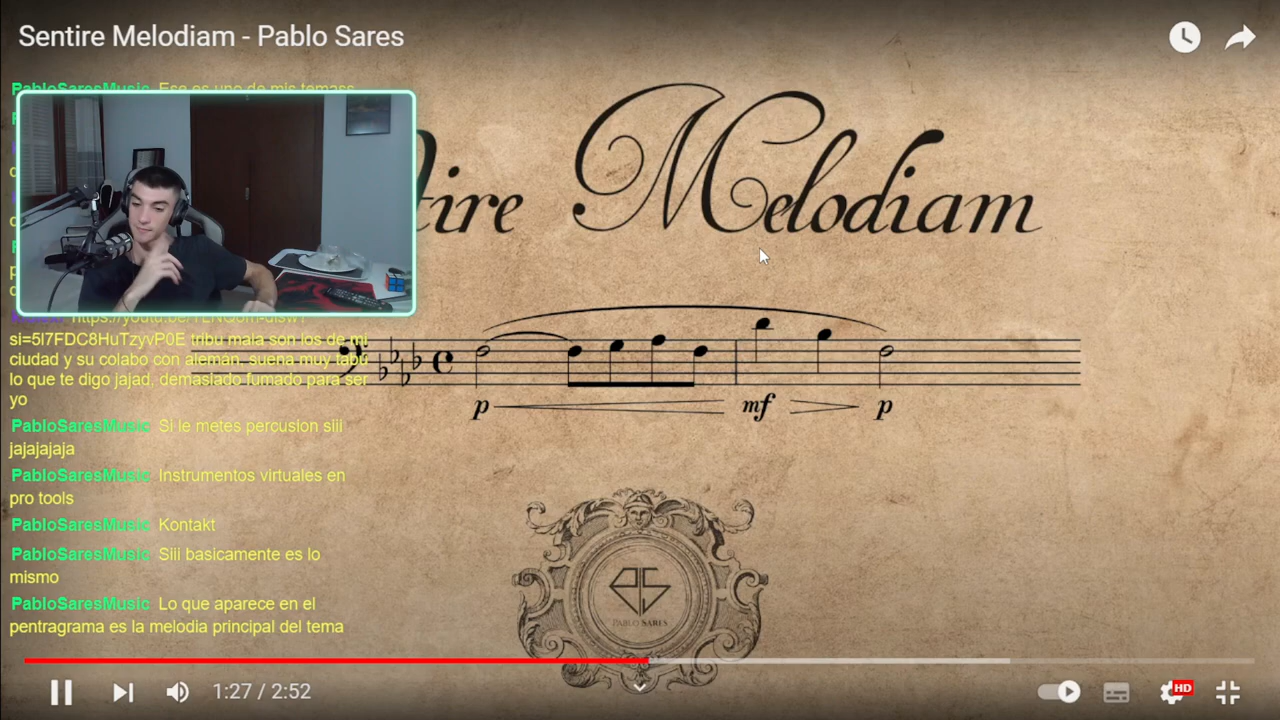 Sentire Melodiam - Pablo Sares
PabloSaresMusic: Ese es uno de mis temass
tire Melodiam
si=5l7FDC8HuTzyvP0E tribu mala son los de mi
ciudad y su colabo con aleman, suena muy tabú
lo que te digo jajad, demasiado fumado para ser
yo
PabloSaresMusic: Si le metes percusion siii
jajajajaja
PabloSaresMusic: Instrumentos virtuales en
pro tools
PabloSaresMusic: Kontakt
PabloSaresMusic: Siii basicamente es lo
mismo
PabloSaresMusic: Lo que aparece en el
pentragrama es la melodia principal del tema
p mf p
PABLO SARES
1:27 / 2:52
HD